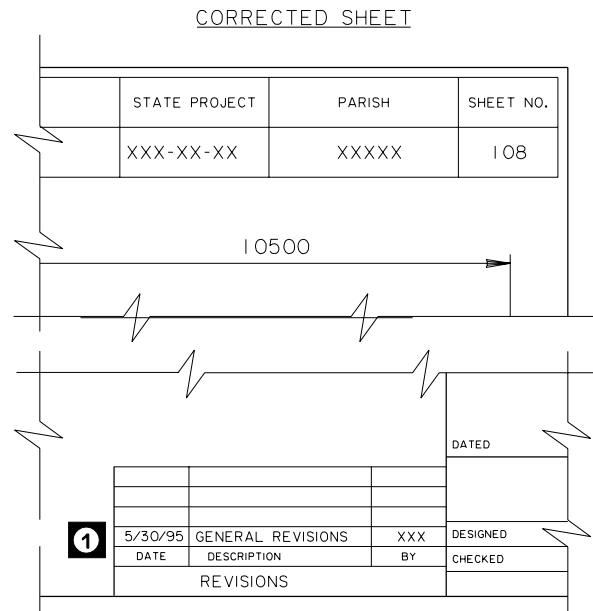 CORRECTED SHEET
STATE PROJECT PARISH SHEET NO.
XXX-XX-XX XXXXX 108
10500
DATED
1 5/30/95 GENERAL REVISIONS XXX DESIGNED
DATE DESCRIPTION BY CHECKED
REVISIONS